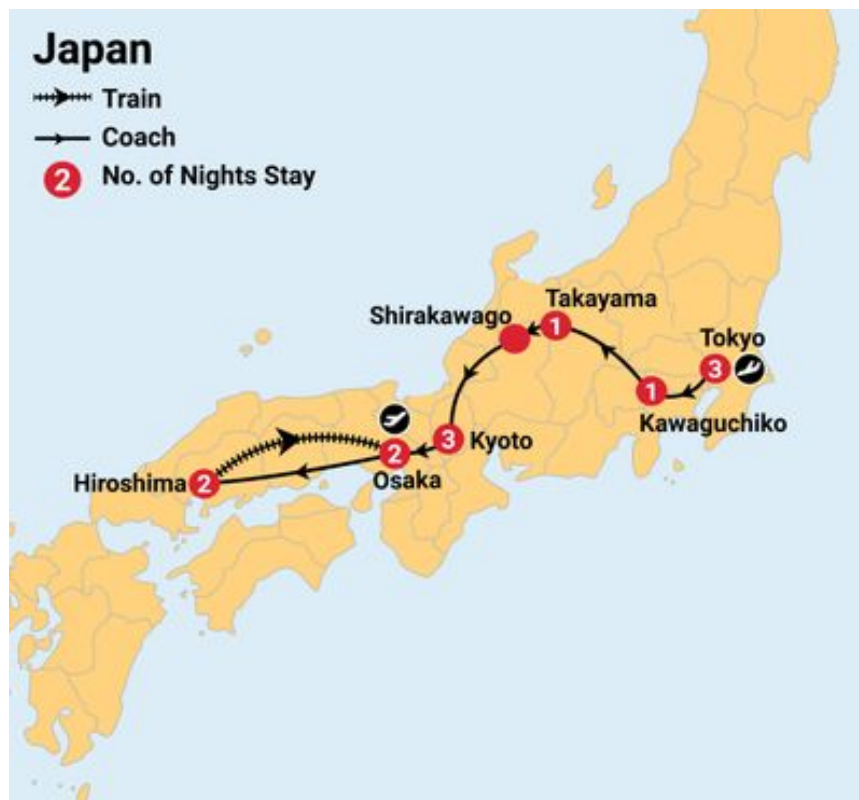 Japan
Train
Coach
2 No. of Nights Stay
Takayama
Shirakawago
1
Tokyo
3
1
Kawaguchiko
3 Kyoto
2
Osaka
Hiroshima 2